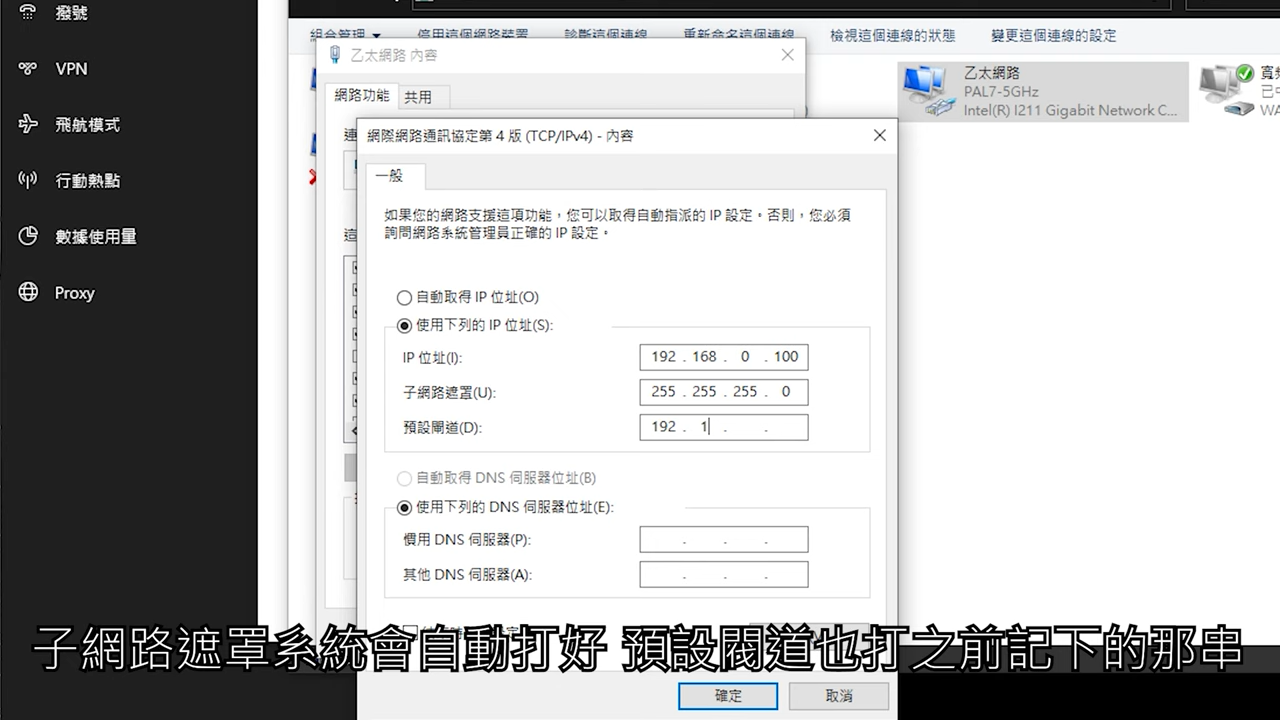 撥號
VPN
飛航模式
行動熱點
數據使用量
Proxy
組合管理
停用這個網路裝置
診斷這個連線
重新命名這個連線
檢視這個連線的狀態
變更這個連線的設定
乙太網路 內容
網路功能
共用
乙太網路
PAL7-5GHz
Intel(R) I211 Gigabit Network C...
網際網路通訊協定第 4 版 (TCP/IPv4) - 內容
一般
如果您的網路支援這項功能，您可以取得自動指派的 IP 設定。否則，您必須
詢問網路系統管理員正確的 IP 設定。
自動取得 IP 位址(O)
使用下列的 IP 位址(S):
IP 位址(I): 192 . 168 . 0 . 100
子網路遮罩(U): 255 . 255 . 255 . 0
預設閘道(D): 192 . 1 . .
自動取得 DNS 伺服器位址(B)
使用下列的 DNS 伺服器位址(E):
慣用 DNS 伺服器(P): . . .
其他 DNS 伺服器(A): . . .
子網路遮罩系統會自動打好 預設閥道也打之前記下的那串
確定
取消